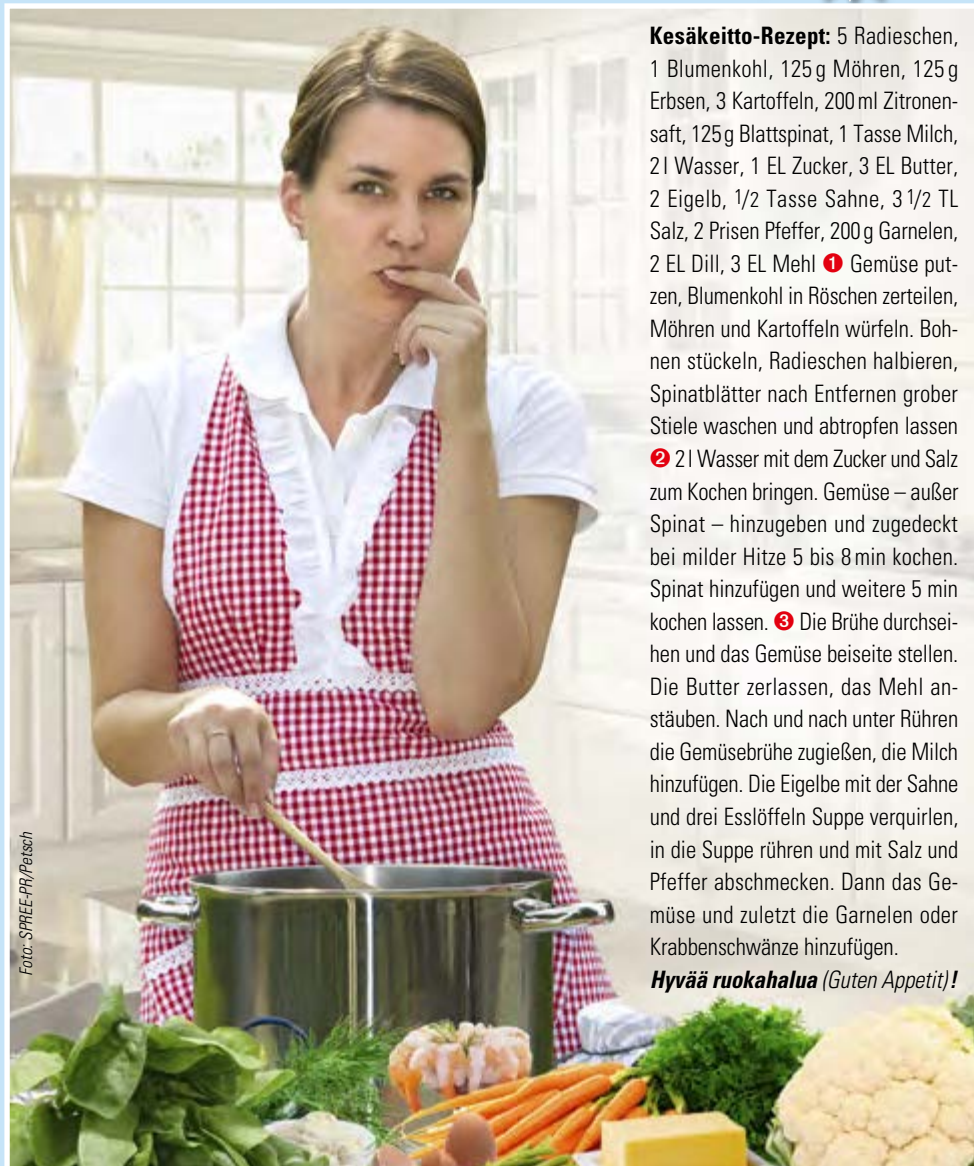 Kesäkeitto-Rezept: 5 Radieschen,
1 Blumenkohl, 125 g Möhren, 125 g
Erbsen, 3 Kartoffeln, 200 ml Zitronen-
saft, 125 g Blattspinat, 1 Tasse Milch,
2 l Wasser, 1 EL Zucker, 3 EL Butter,
2 Eigelb, 1/2 Tasse Sahne, 3 1/2 TL
Salz, 2 Prisen Pfeffer, 200 g Garnelen,
2 EL Dill, 3 EL Mehl ❶ Gemüse put-
zen, Blumenkohl in Röschen zerteilen,
Möhren und Kartoffeln würfeln. Boh-
nen stückeln, Radieschen halbieren,
Spinatblätter nach Entfernen grober
Stiele waschen und abtropfen lassen
❷ 2 l Wasser mit dem Zucker und Salz
zum Kochen bringen. Gemüse – außer
Spinat – hinzugeben und zugedeckt
bei milder Hitze 5 bis 8 min kochen.
Spinat hinzufügen und weitere 5 min
kochen lassen. ❸ Die Brühe durchsei-
hen und das Gemüse beiseite stellen.
Die Butter zerlassen, das Mehl an-
stäuben. Nach und nach unter Rühren
die Gemüsebrühe zugießen, die Milch
hinzufügen. Die Eigelbe mit der Sahne
und drei Esslöffeln Suppe verquirlen,
in die Suppe rühren und mit Salz und
Pfeffer abschmecken. Dann das Ge-
müse und zuletzt die Garnelen oder
Krabbenschwänze hinzufügen.
Hyvää ruokahalua (Guten Appetit)!
Foto: SPREE-PR/Petsch